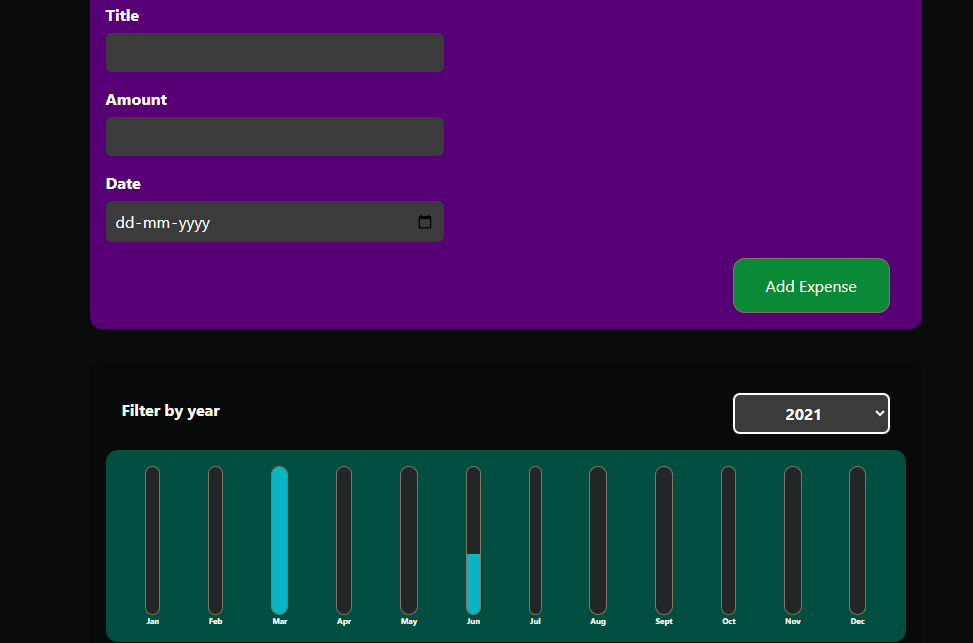 Title
Amount
Date
dd-mm-yyyy
Add Expense
Filter by year
2021
Jan Feb Mar Apr May Jun Jul Aug Sept Oct Nov Dec